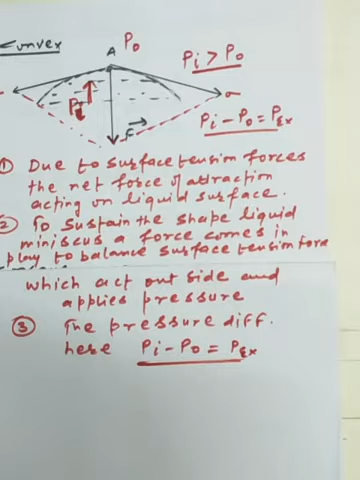 Convex
A P₀
Pi > P₀
Pi
σ
F
Pi - P₀ = PEx
① Due to surface tension forces
the net force of attraction
acting on liquid surface.
② To sustain the shape liquid
miniscus a force comes in
play to balance surface tension force
which act out side and
applies pressure
③ The pressure diff.
here Pi - P₀ = PEx